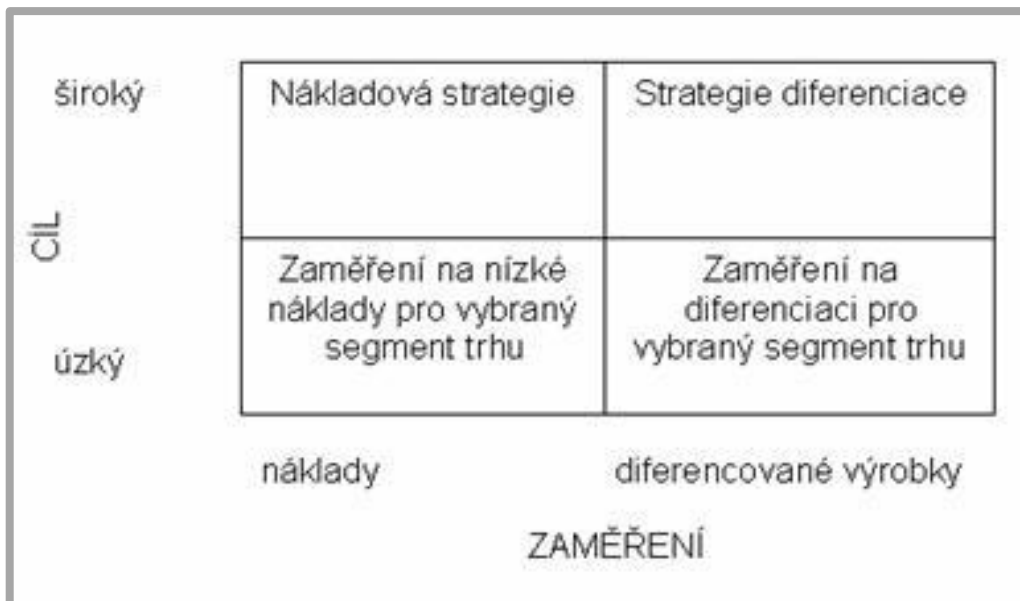 široký
Nákladová strategie
Strategie diferenciace
CÍL
úzký
Zaměření na nízké
náklady pro vybraný
segment trhu
Zaměření na
diferenciaci pro
vybraný segment trhu
náklady
diferencované výrobky
ZAMĚŘENÍ